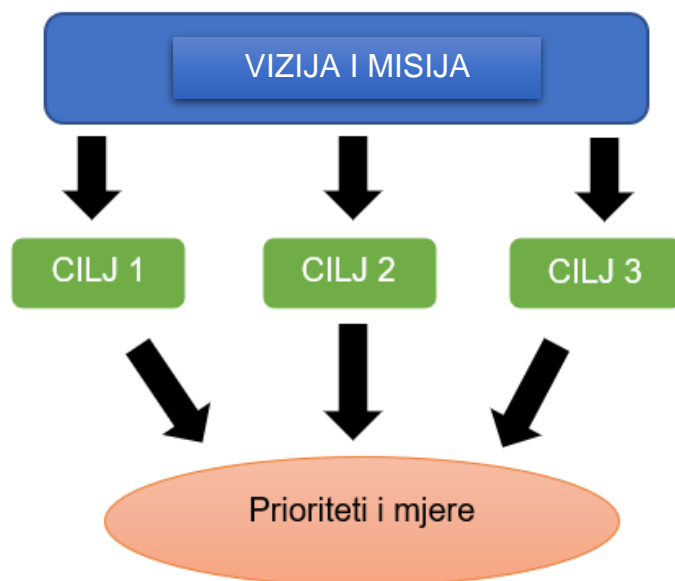 VIZIJA I MISIJA
CILJ 1
CILJ 2
CILJ 3
Prioriteti i mjere